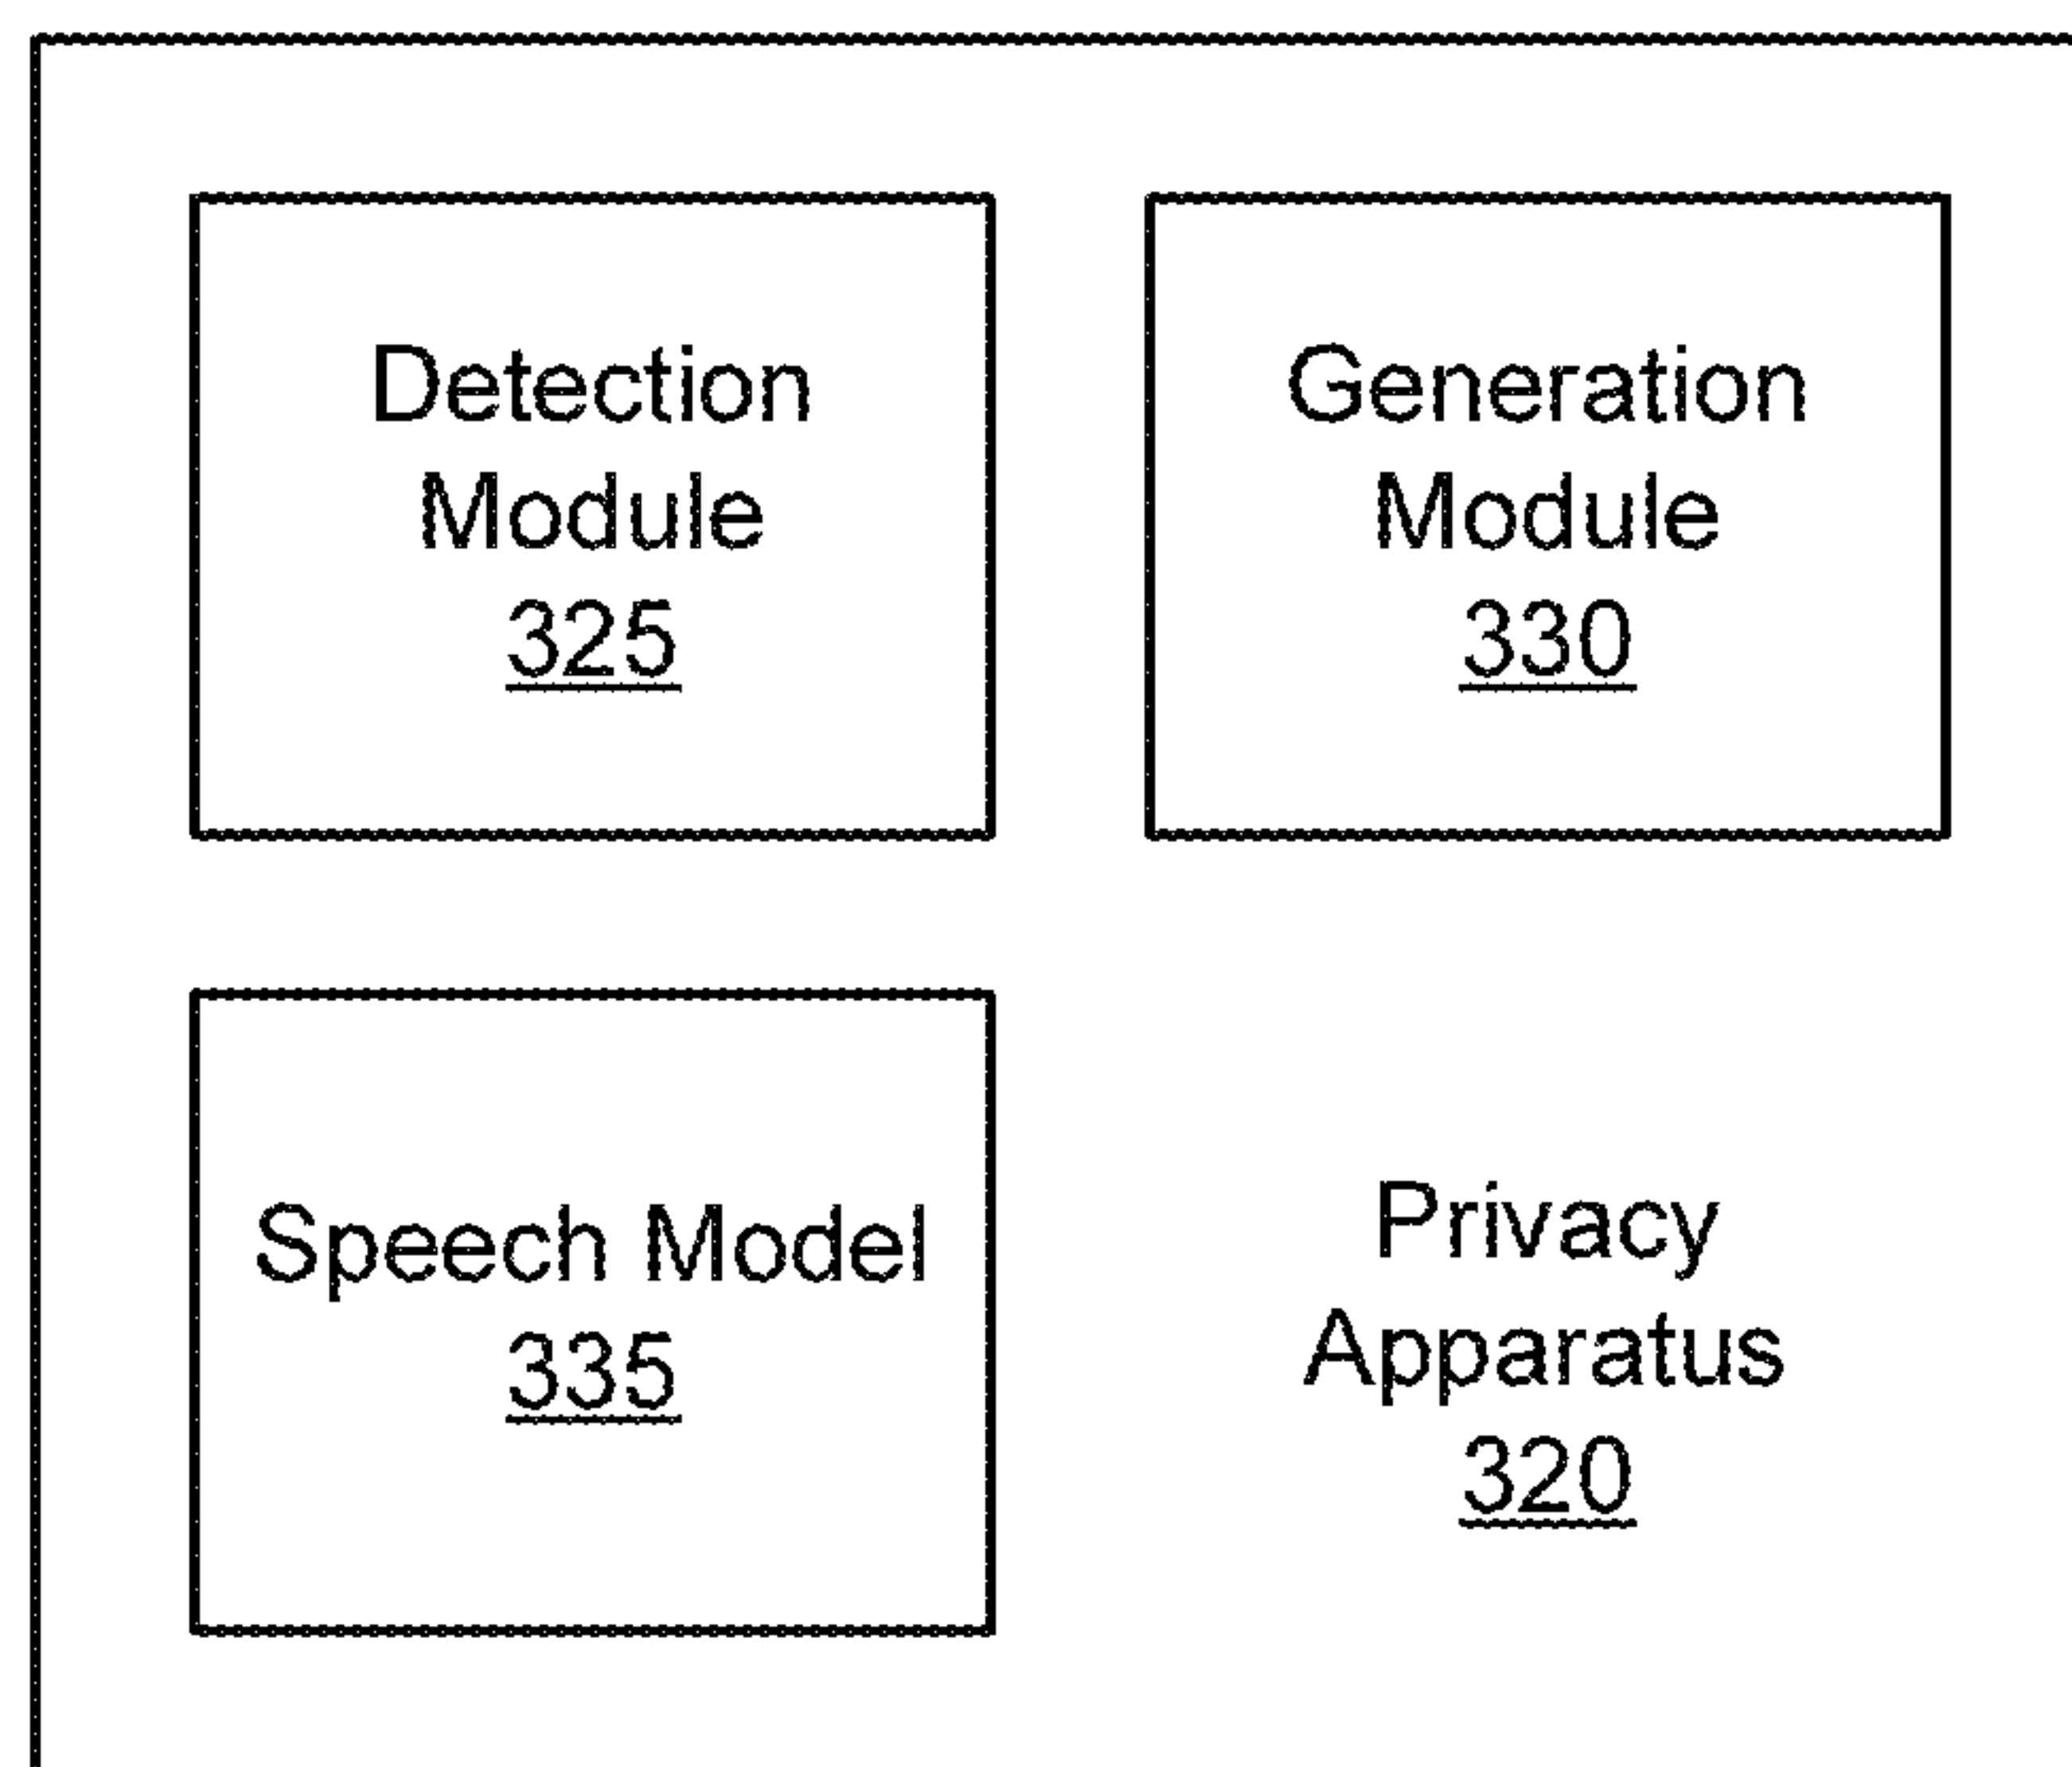 Detection
Module
325
Generation
Module
330
Speech Model
335
Privacy
Apparatus
320